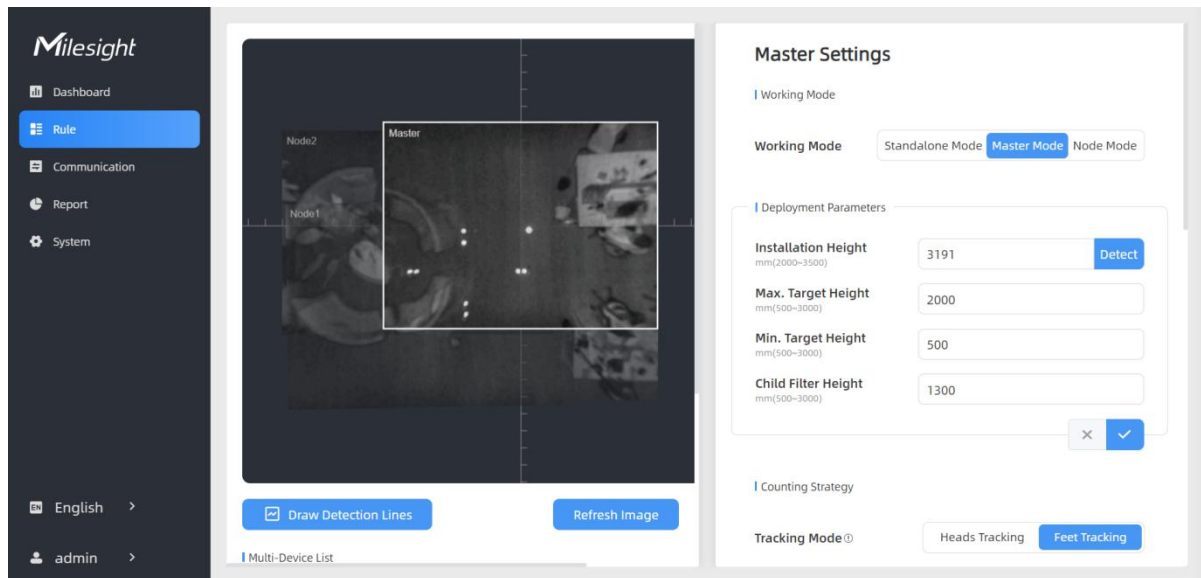 Milesight
Dashboard
Rule
Communication
Report
System
EN English >
admin >
Node2
Master
Node1
Draw Detection Lines
Refresh Image
Multi-Device List
Master Settings
Working Mode
Working Mode Standalone Mode Master Mode Node Mode
Deployment Parameters
Installation Height 3191 Detect
mm(2000~3500)
Max. Target Height 2000
mm(500~3000)
Min. Target Height 500
mm(500~3000)
Child Filter Height 1300
mm(500~3000)
Counting Strategy
Tracking Mode Heads Tracking Feet Tracking